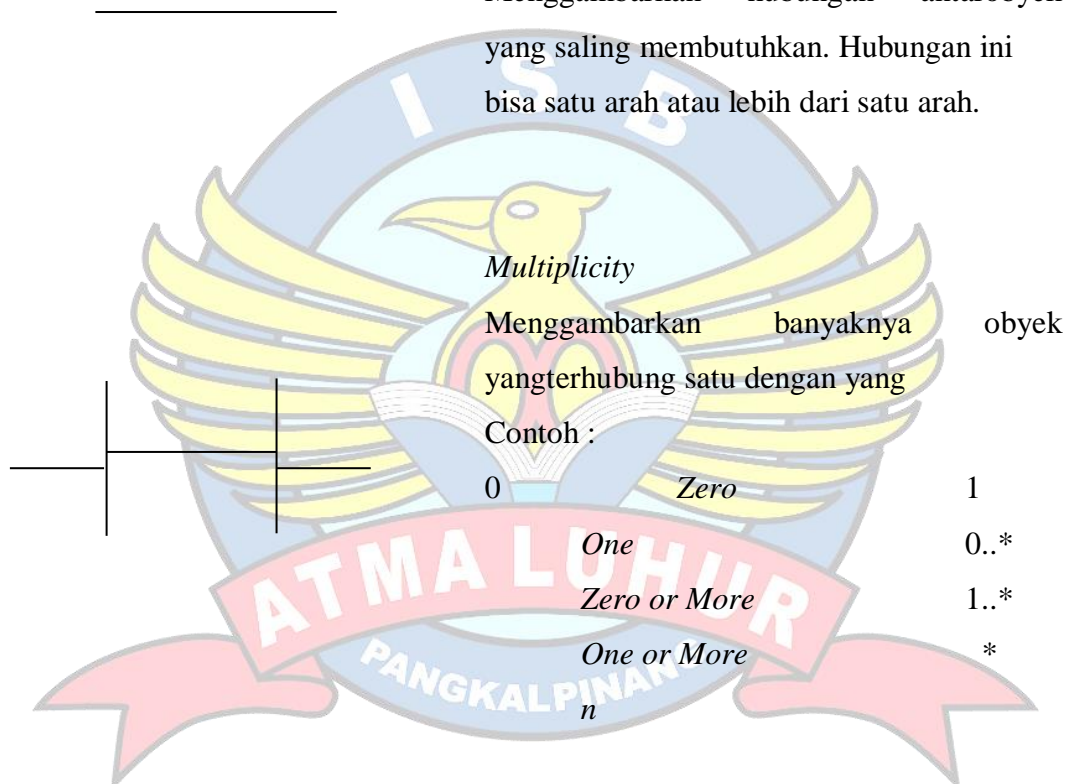 Menggambarkan hubungan antarobyek
yang saling membutuhkan. Hubungan ini
bisa satu arah atau lebih dari satu arah.
Multiplicity
Menggambarkan banyaknya obyek
yangterhubung satu dengan yang
Contoh :
0 Zero 1
One 0..*
Zero or More 1..*
One or More *
n
I S B
ATMA LUHUR
PANGKALPINANG